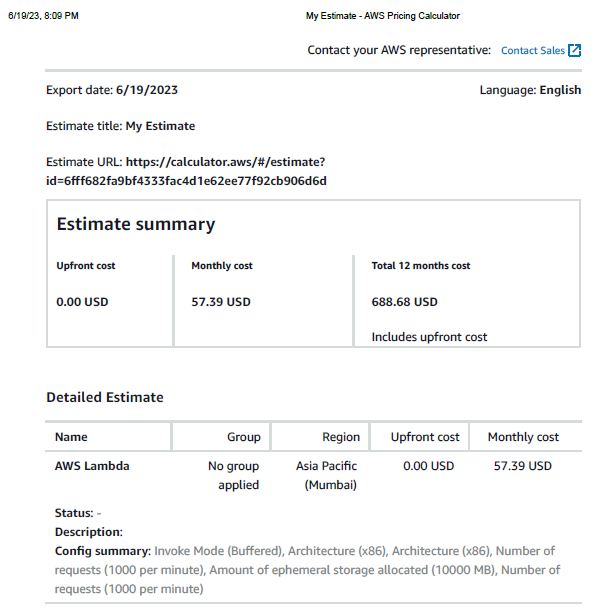 6/19/23, 8:09 PM My Estimate - AWS Pricing Calculator
Contact your AWS representative: Contact Sales
Export date: 6/19/2023 Language: English
Estimate title: My Estimate
Estimate URL: https://calculator.aws/#/estimate?
id=6fff682fa9bf4333fac4d1e62ee77f92cb906d6d
Estimate summary
Upfront cost Monthly cost Total 12 months cost
0.00 USD 57.39 USD 688.68 USD
Includes upfront cost
Detailed Estimate
Name Group Region Upfront cost Monthly cost
AWS Lambda No group Asia Pacific 0.00 USD 57.39 USD
applied (Mumbai)
Status: -
Description:
Config summary: Invoke Mode (Buffered), Architecture (x86), Architecture (x86), Number of
requests (1000 per minute), Amount of ephemeral storage allocated (10000 MB), Number of
requests (1000 per minute)